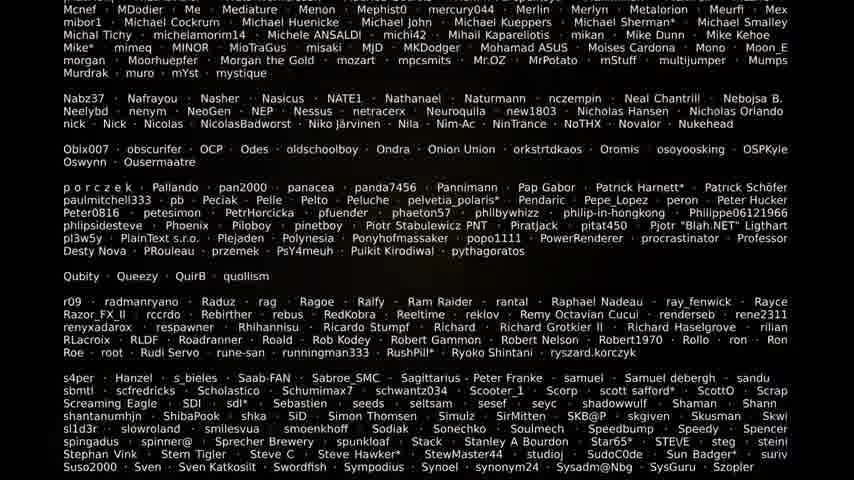 Mcnef · MDodier · Me · Mediature · Menon · Mephist0 · mercury044 · Merlin · Merlyn · Metalorion · Meurfi · Mex
mibor1 · Michael Cockrum · Michael Huenicke · Michael John · Michael Kueppers · Michael Sherman* · Michael Smalley
Michal Tichy · michelamorim14 · Michele ANSALDI · michi42 · Mihail Kapareliotis · mikan · Mike Dunn · Mike Kehoe
Mike* · mimeq · MINOR · MioTraGus · misaki · MJD · MKDodger · Mohamad ASUS · Moises Cardona · Mono · Moon_E
morgan · Moorhuepfer · Morgan the Gold · mozart · mpcsmits · Mr.OZ · MrPotato · mStuff · multijumper · Mumps
Murdrak · muro · mYst · mystique
Nabz37 · Nafrayou · Nasher · Nasicus · NATE1 · Nathanael · Naturmann · nczempin · Neal Chantrill · Nebojsa B.
Neelybd · nenym · NeoGen · NEP · Nessus · netracerx · Neuroquila · new1803 · Nicholas Hansen · Nicholas Orlando
nick · Nick · Nicolas · NicolasBadworst · Niko Järvinen · Nila · Nim-Ac · NinTrance · NoTHX · Novalor · Nukehead
Obix007 · obscurifer · OCP · Odes · oldschoolboy · Ondra · Onion Union · orkstrtdkaos · Oromis · osoyoosking · OSPKyle
Oswynn · Ousermaatre
p o r c z e k · Pallando · pan2000 · panacea · panda7456 · Pannimann · Pap Gabor · Patrick Harnett* · Patrick Schöfer
paulmitchell333 · pb · Peciak · Pelle · Pelto · Peluche · pelvetia_polaris* · Pendaric · Pepe_Lopez · peron · Peter Hucker
Peter0816 · petesimon · PetrHorcicka · pfuender · phaeton57 · phllbywhizz · philip-in-hongkong · Philippe06121966
phlipsidesteve · Phoenix · Piloboy · pinetboy · Piotr Stabulewicz PNT · PiratJack · pitat450 · Pjotr "Blah.NET" Ligthart
pl3w5y · PlainText s.r.o. · Plejaden · Polynesia · Ponyhofmassaker · popo1111 · PowerRenderer · procrastinator · Professor
Desty Nova · PRouleau · przemek · PsY4meuh · Pulkit Kirodiwal · pythagoratos
Qubity · Queezy · QuirB · quollism
r09 · radmanryano · Raduz · rag · Ragoe · Ralfy · Ram Raider · rantal · Raphael Nadeau · ray_fenwick · Rayce
Razor_FX_II · rccrdo · Rebirther · rebus · RedKobra · Reeltime · reklov · Remy Octavian Cucui · renderseb · rene2311
renyxadarox · respawner · Rhihannisu · Ricardo Stumpf · Richard · Richard Grotkier II · Richard Haselgrove · rilian
RLacroix · RLDF · Roadranner · Roald · Rob Kodey · Robert Gammon · Robert Nelson · Robert1970 · Rollo · ron · Ron
Roe · root · Rudi Servo · rune-san · runningman333 · RushPill* · Ryoko Shintani · ryszard.korczyk
s4per · Hanzel · s_bieles · Saab-FAN · Sabroe_SMC · Sagittarius - Peter Franke · samuel · Samuel debergh · sandu
sbmtl · scfredricks · Scholastico · Schumimax7 · schwantz034 · Scooter_1 · Scorp · scott safford* · ScottO · Scrap
Screaming Eagle · SDI · sdl* · Sebastien · seeds · seltsam · sesef · seyc · shadowwulf · Shaman · Shann
shantanumhjn · ShibaPook · shka · SiD · Simon Thomsen · Simulz · SirMitten · SKB@P · skgiven · Skusman · Skwi
sl1d3r · slowroland · smilesvua · smoenkhoff · Sodiak · Sonechko · Soulmech · Speedbump · Speedy · Spencer
spingadus · spinner@ · Sprecher Brewery · spunkloaf · Stack · Stanley A Bourdon · Star65* · STE\/E · steg · steini
Stephan Vink · Stem Tigler · Steve C · Steve Hawker* · StewMaster44 · studioj · SudoC0de · Sun Badger* · suriv
Suso2000 · Sven · Sven Katkosilt · Swordfish · Sympodius · Synoel · synonym24 · Sysadm@Nbg · SysGuru · Szopler